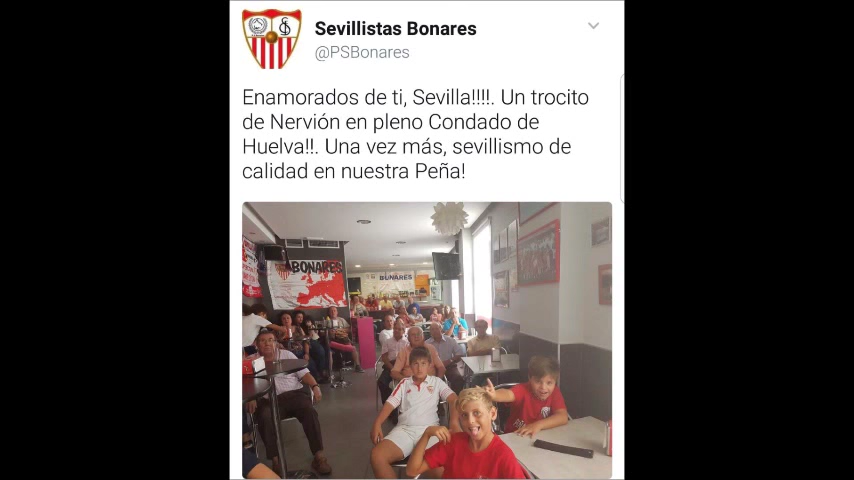 Sevillistas Bonares
@PSBonares
Enamorados de ti, Sevilla!!!!. Un trocito
de Nervión en pleno Condado de
Huelva!!. Una vez más, sevillismo de
calidad en nuestra Peña!
BONARES
BONARES